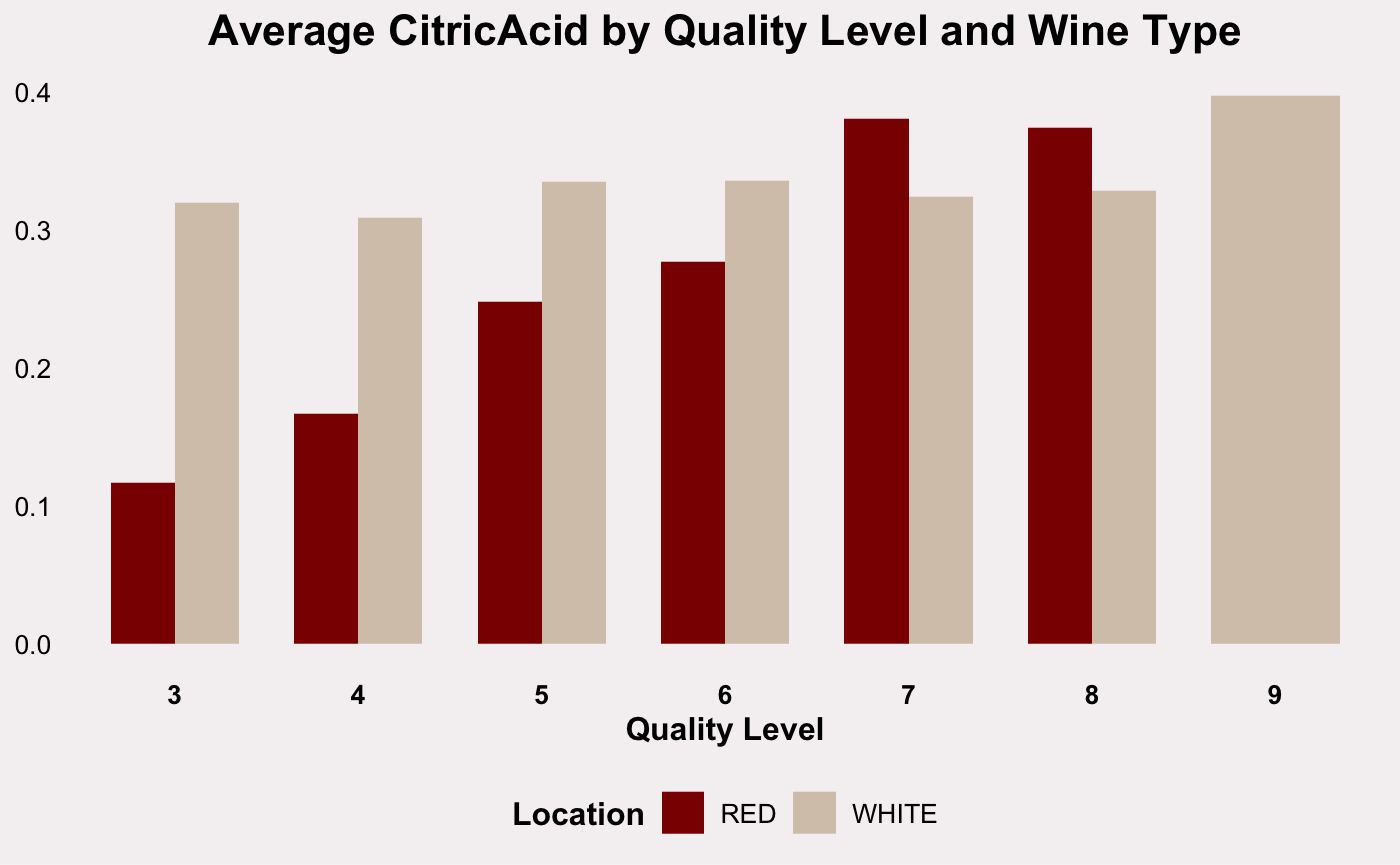 Average CitricAcid by Quality Level and Wine Type
0.4
0.3
0.2
0.1
0.0
3 4 5 6 7 8 9
Quality Level
Location RED WHITE